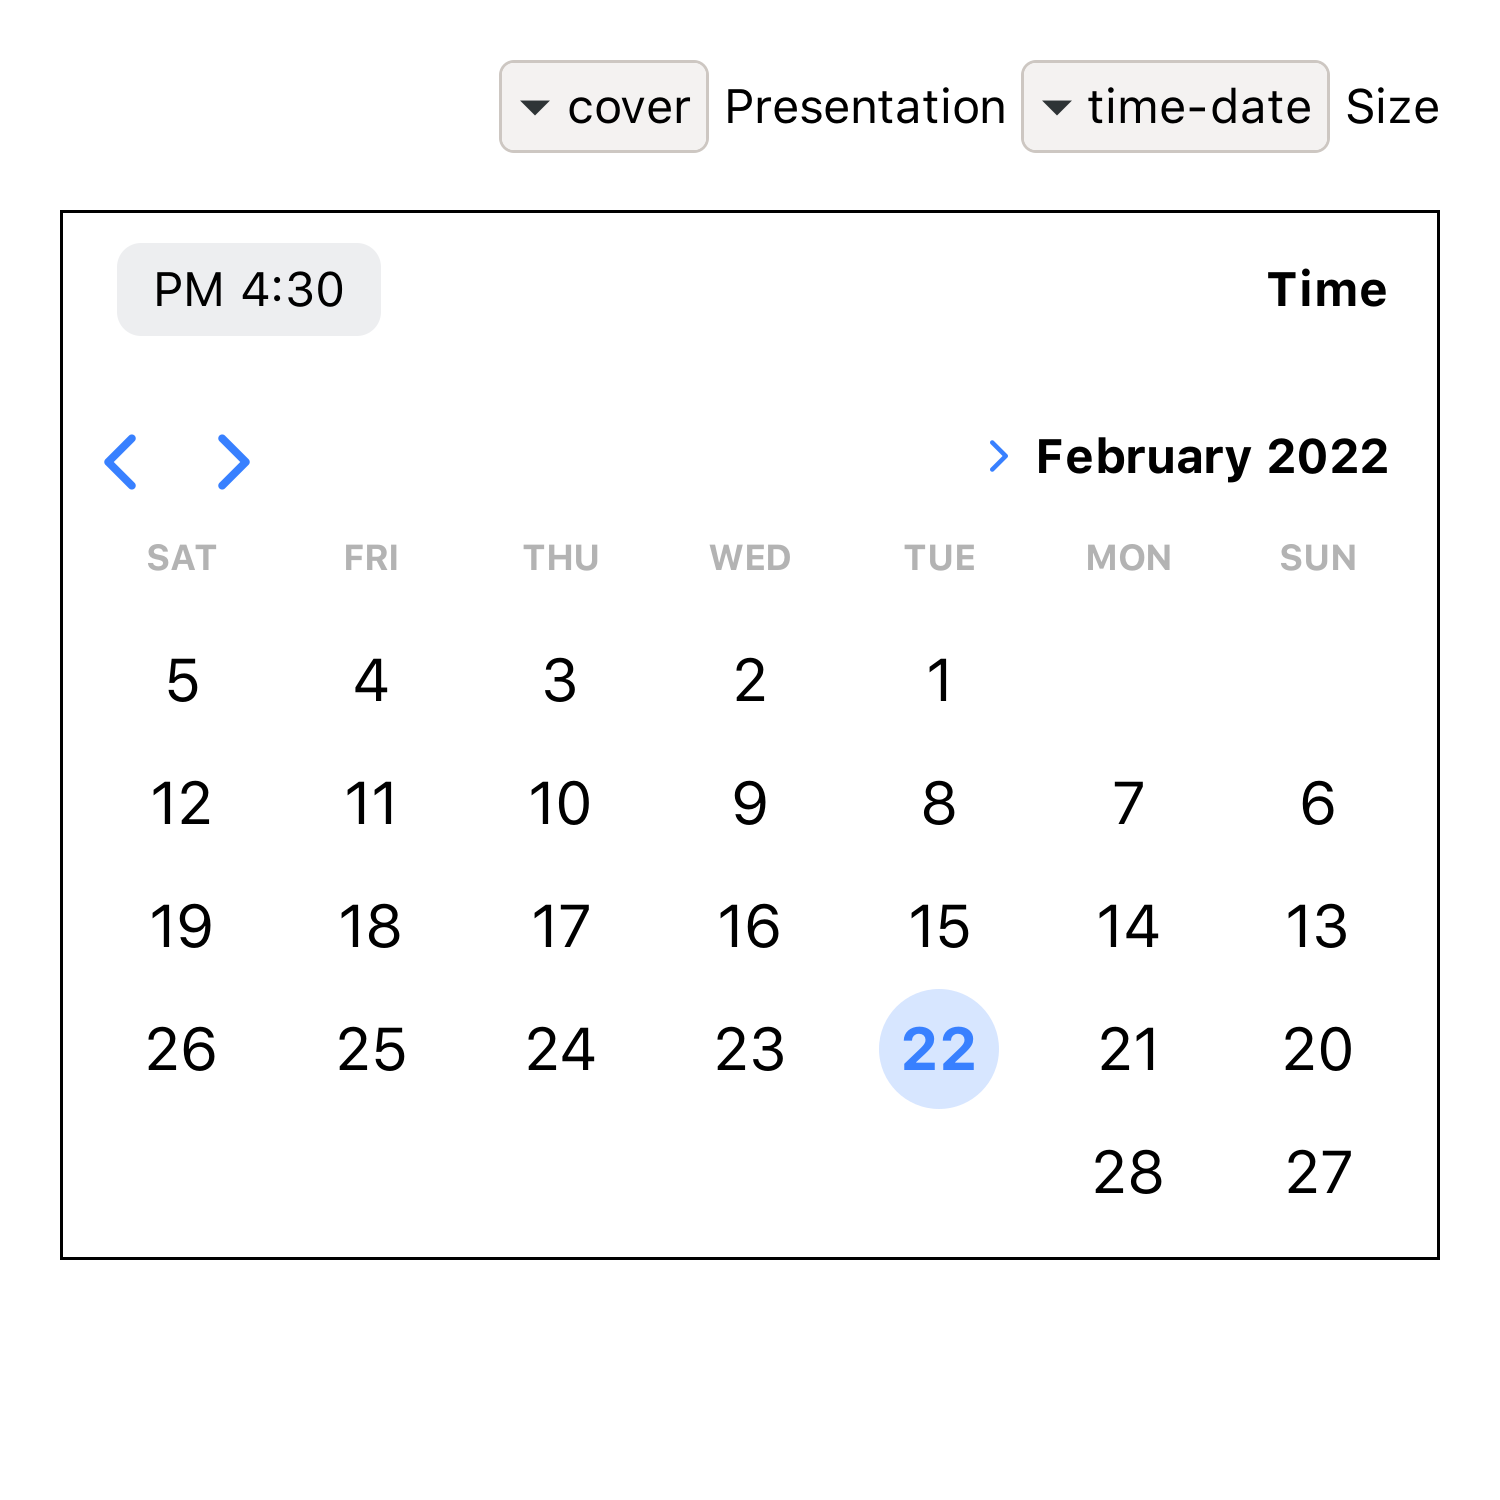 cover Presentation time-date Size
PM 4:30 Time
February 2022
SAT FRI THU WED TUE MON SUN
5 4 3 2 1
12 11 10 9 8 7 6
19 18 17 16 15 14 13
26 25 24 23 22 21 20
28 27